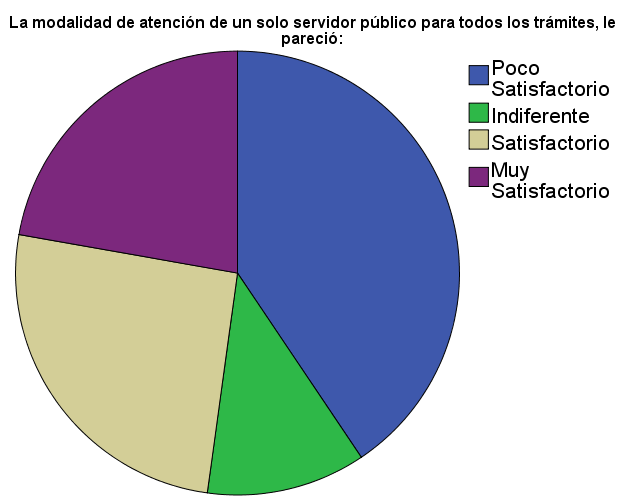 La modalidad de atención de un solo servidor público para todos los trámites, le
pareció:
Poco
Satisfactorio
Indiferente
Satisfactorio
Muy
Satisfactorio